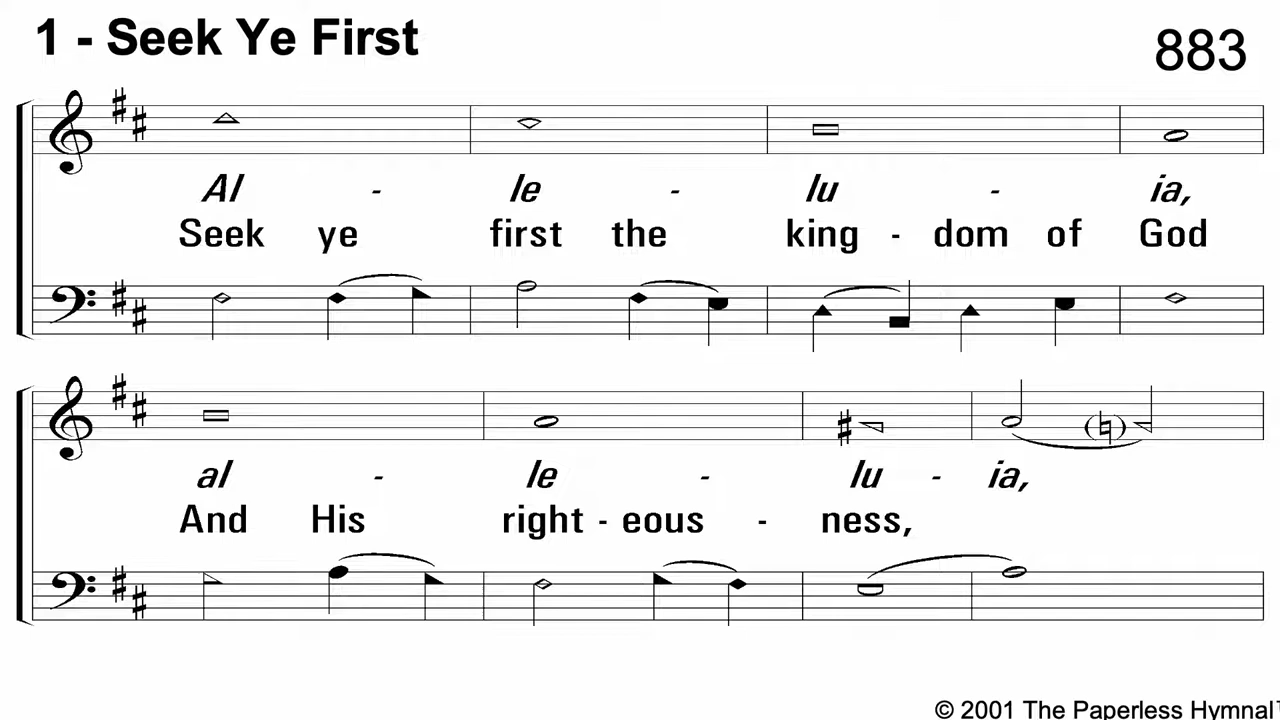 1 - Seek Ye First
883
Al - le - lu - ia,
Seek ye first the king - dom of God
al - le - lu - ia,
And His right - eous - ness,
© 2001 The Paperless Hymnal™